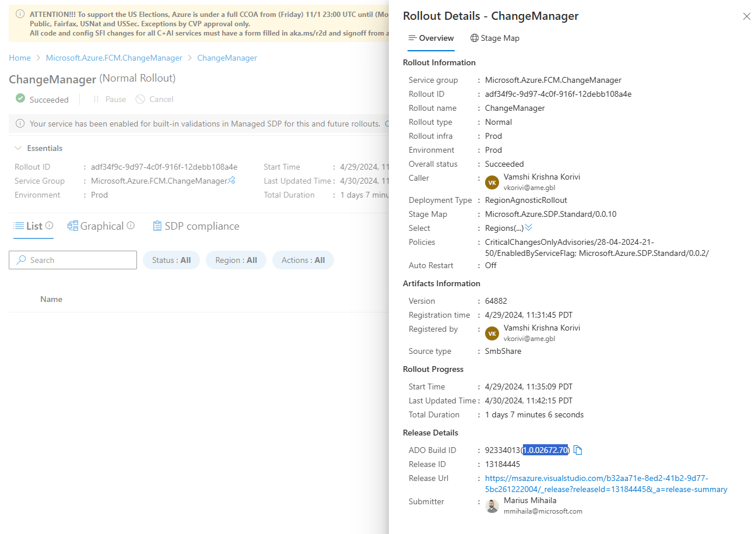 ATTENTION!!! To support the US Elections, Azure is under a full CCOA from (Friday) 11/1 23:00 UTC until (Mo
Public, Fairfax, USNat and USSec. Exceptions by CVP approval only.
All code and config SFI changes for all C+AI services must have a form filled in aka.ms/r2d and signoff from a
Home > Microsoft.Azure.FCM.ChangeManager > ChangeManager
ChangeManager (Normal Rollout)
Succeeded Pause Cancel
Your service has been enabled for built-in validations in Managed SDP for this and future rollouts. C
Essentials
Rollout ID : adf34f9c-9d97-4c0f-916f-12debb108a4e Start Time : 4/29/2024, 11
Service Group : Microsoft.Azure.FCM.ChangeManager Last Updated Time : 4/30/2024, 11
Environment : Prod Total Duration : 1 days 7 minu
List Graphical SDP compliance
Search Status : All Region : All Actions : All
Name
Rollout Details - ChangeManager
Overview Stage Map
Rollout Information
Service group : Microsoft.Azure.FCM.ChangeManager
Rollout ID : adf34f9c-9d97-4c0f-916f-12debb108a4e
Rollout name : ChangeManager
Rollout type : Normal
Rollout infra : Prod
Environment : Prod
Overall status : Succeeded
Caller : VK Vamshi Krishna Korivi
vkorivi@ame.gbl
Deployment Type : RegionAgnosticRollout
Stage Map : Microsoft.Azure.SDP.Standard/0.0.10
Select : Regions(...)
Policies : CriticalChangesOnlyAdvisories/28-04-2024-21-
50/EnabledByServiceFlag; Microsoft.Azure.SDP.Standard/0.0.2/
Auto Restart : Off
Artifacts Information
Version : 64882
Registration time : 4/29/2024, 11:31:45 PDT
Registered by : VK Vamshi Krishna Korivi
vkorivi@ame.gbl
Source type : SmbShare
Rollout Progress
Start Time : 4/29/2024, 11:35:09 PDT
Last Updated Time : 4/30/2024, 11:42:15 PDT
Total Duration : 1 days 7 minutes 6 seconds
Release Details
ADO Build ID : 92334013(1.0.02672.70)
Release ID : 13184445
Release Url : https://msazure.visualstudio.com/b32aa71e-8ed2-41b2-9d77-
5bc261222004/_release?releaseId=13184445&_a=release-summary
Submitter : Marius Mihaila
mmihaila@microsoft.com